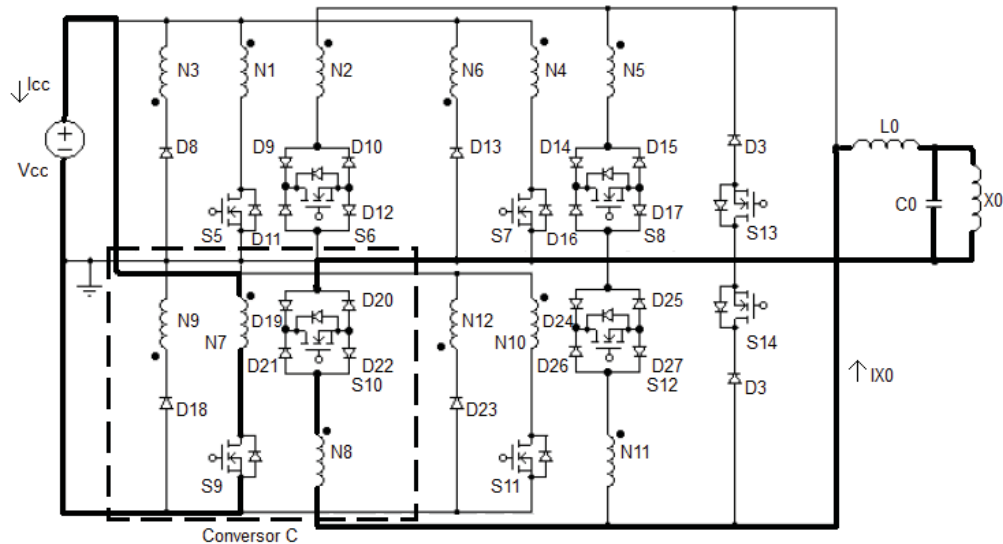 Icc
Vcc
N3
N1
N2
N6
N4
N5
D8
D9
D10
D13
D14
D15
D3
L0
C0
X0
S5
D11
D12
S6
S7
D16
D17
S8
S13
N9
D19
N7
D20
N12
D24
N10
D25
D21
D22
S10
D26
D27
S12
S14
D18
D23
D3
IX0
S9
N8
S11
N11
Conversor C